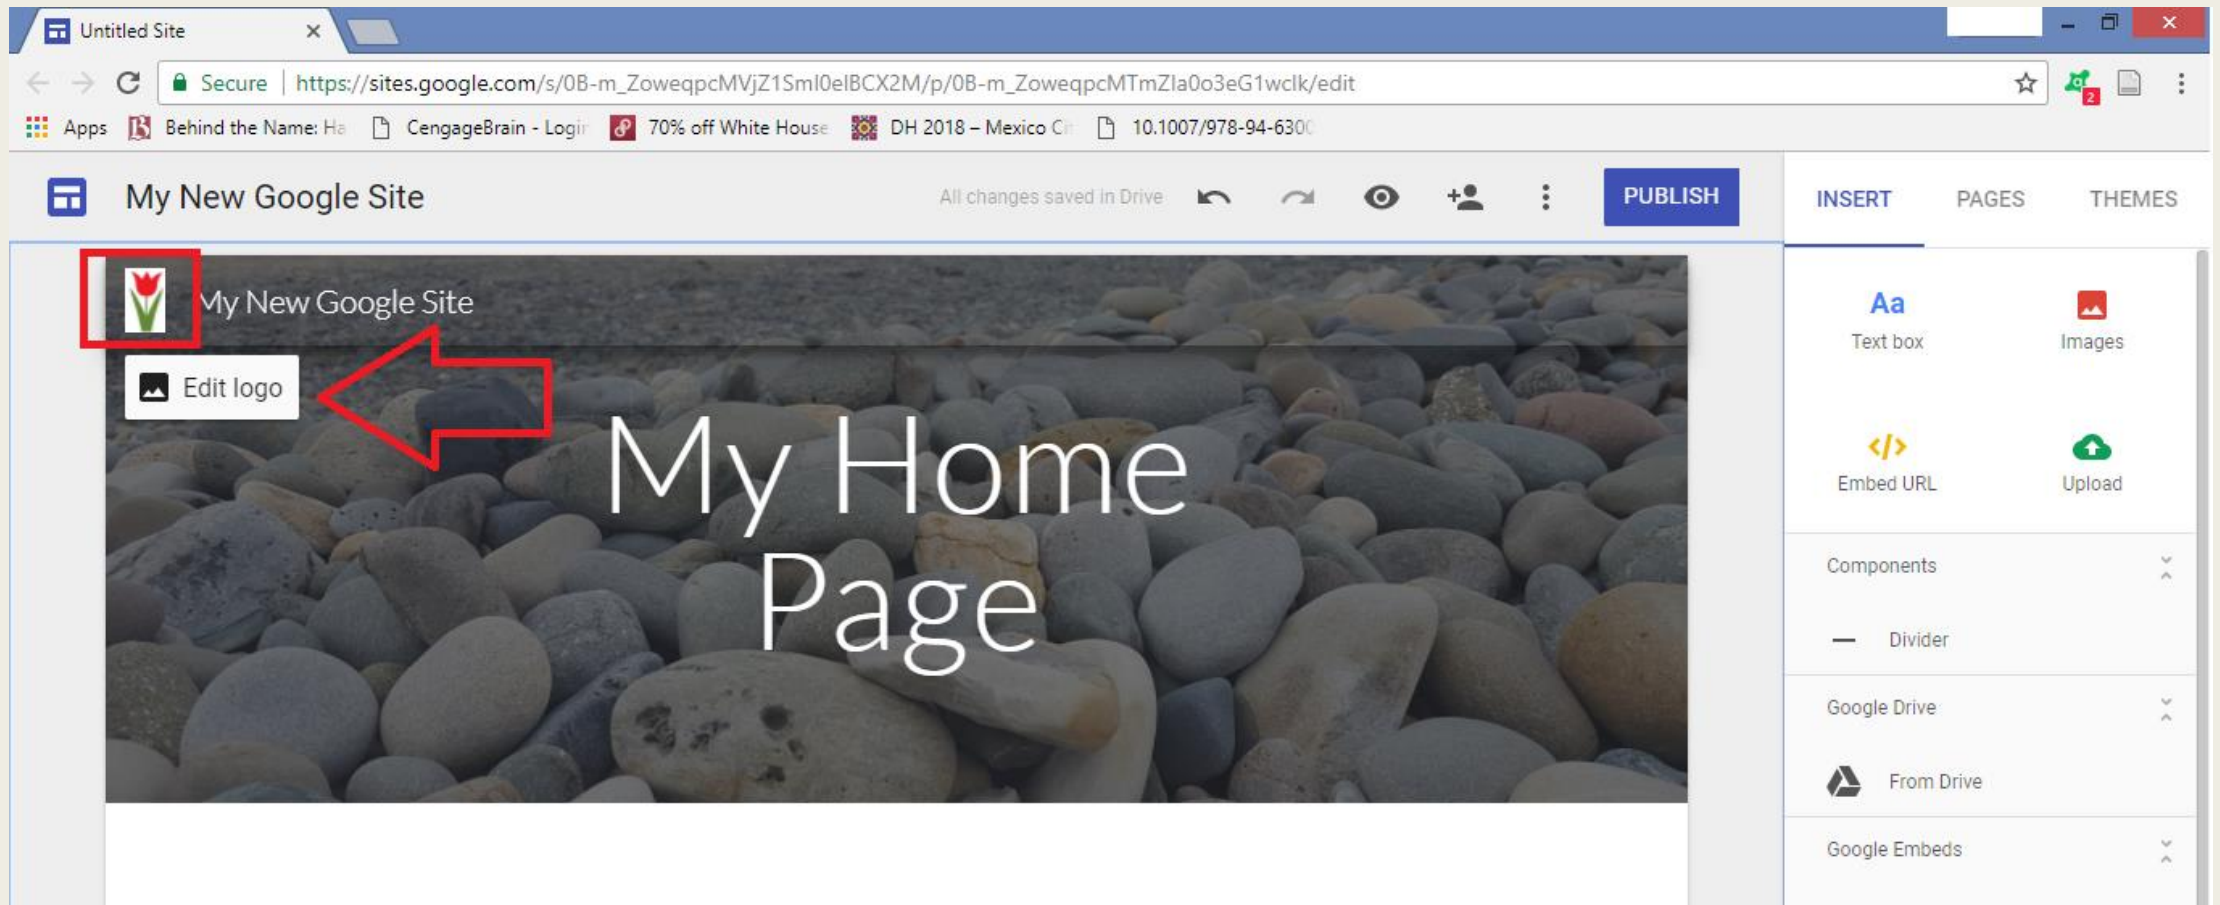 Untitled Site
Secure | https://sites.google.com/s/0B-m_ZoweqpcMVjZ1SmI0elBCX2M/p/0B-m_ZoweqpcMTmZIa0o3eG1wclk/edit
2
Apps Behind the Name: Ha CengageBrain - Login 70% off White House DH 2018 – Mexico Ci 10.1007/978-94-6300
My New Google Site All changes saved in Drive PUBLISH
INSERT PAGES THEMES
My New Google Site
Edit logo
My Home
Page
Aa
Text box Images
</>
Embed URL Upload
Components
Divider
Google Drive
From Drive
Google Embeds